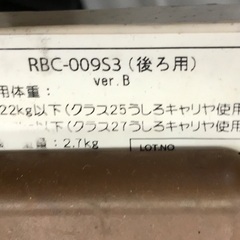 RBC-009S3(後ろ用)
ver.B
用体重:
22kg以下(クラス25うしろキャリヤ使用
以下(クラス27うしろキャリヤ使用
: 2.7kg
LOT.NO